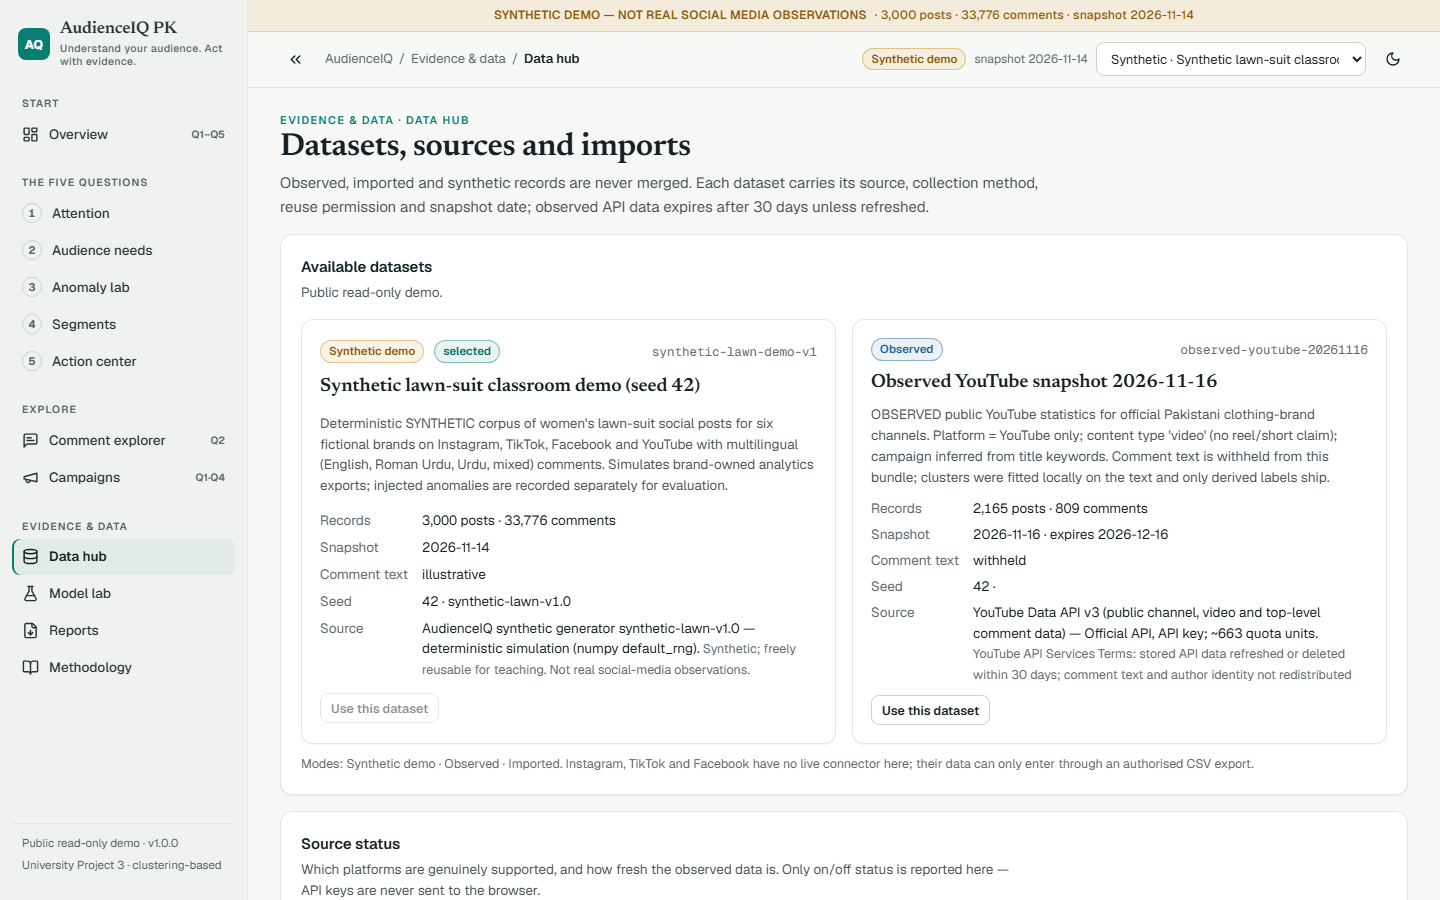 AQ
AudienceIQ PK
Understand your audience. Act
with evidence.
START
Overview Q1–Q5
THE FIVE QUESTIONS
1 Attention
2 Audience needs
3 Anomaly lab
4 Segments
5 Action center
EXPLORE
Comment explorer Q2
Campaigns Q1·Q4
EVIDENCE & DATA
Data hub
Model lab
Reports
Methodology
Public read-only demo · v1.0.0
University Project 3 · clustering-based
SYNTHETIC DEMO — NOT REAL SOCIAL MEDIA OBSERVATIONS · 3,000 posts · 33,776 comments · snapshot 2026-11-14
AudienceIQ / Evidence & data / Data hub
Synthetic demo snapshot 2026-11-14 Synthetic · Synthetic lawn-suit classroo
EVIDENCE & DATA · DATA HUB
Datasets, sources and imports
Observed, imported and synthetic records are never merged. Each dataset carries its source, collection method,
reuse permission and snapshot date; observed API data expires after 30 days unless refreshed.
Available datasets
Public read-only demo.
Synthetic demo selected synthetic-lawn-demo-v1
Synthetic lawn-suit classroom demo (seed 42)
Deterministic SYNTHETIC corpus of women's lawn-suit social posts for six
fictional brands on Instagram, TikTok, Facebook and YouTube with multilingual
(English, Roman Urdu, Urdu, mixed) comments. Simulates brand-owned analytics
exports; injected anomalies are recorded separately for evaluation.
Records 3,000 posts · 33,776 comments
Snapshot 2026-11-14
Comment text illustrative
Seed 42 · synthetic-lawn-v1.0
Source AudienceIQ synthetic generator synthetic-lawn-v1.0 —
deterministic simulation (numpy default_rng). Synthetic; freely
reusable for teaching. Not real social-media observations.
Use this dataset
Observed observed-youtube-20261116
Observed YouTube snapshot 2026-11-16
OBSERVED public YouTube statistics for official Pakistani clothing-brand
channels. Platform = YouTube only; content type 'video' (no reel/short claim);
campaign inferred from title keywords. Comment text is withheld from this
bundle; clusters were fitted locally on the text and only derived labels ship.
Records 2,165 posts · 809 comments
Snapshot 2026-11-16 · expires 2026-12-16
Comment text withheld
Seed 42 ·
Source YouTube Data API v3 (public channel, video and top-level
comment data) — Official API, API key; ~663 quota units.
YouTube API Services Terms: stored API data refreshed or deleted
within 30 days; comment text and author identity not redistributed
Use this dataset
Modes: Synthetic demo · Observed · Imported. Instagram, TikTok and Facebook have no live connector here; their data can only enter through an authorised CSV export.
Source status
Which platforms are genuinely supported, and how fresh the observed data is. Only on/off status is reported here —
API keys are never sent to the browser.